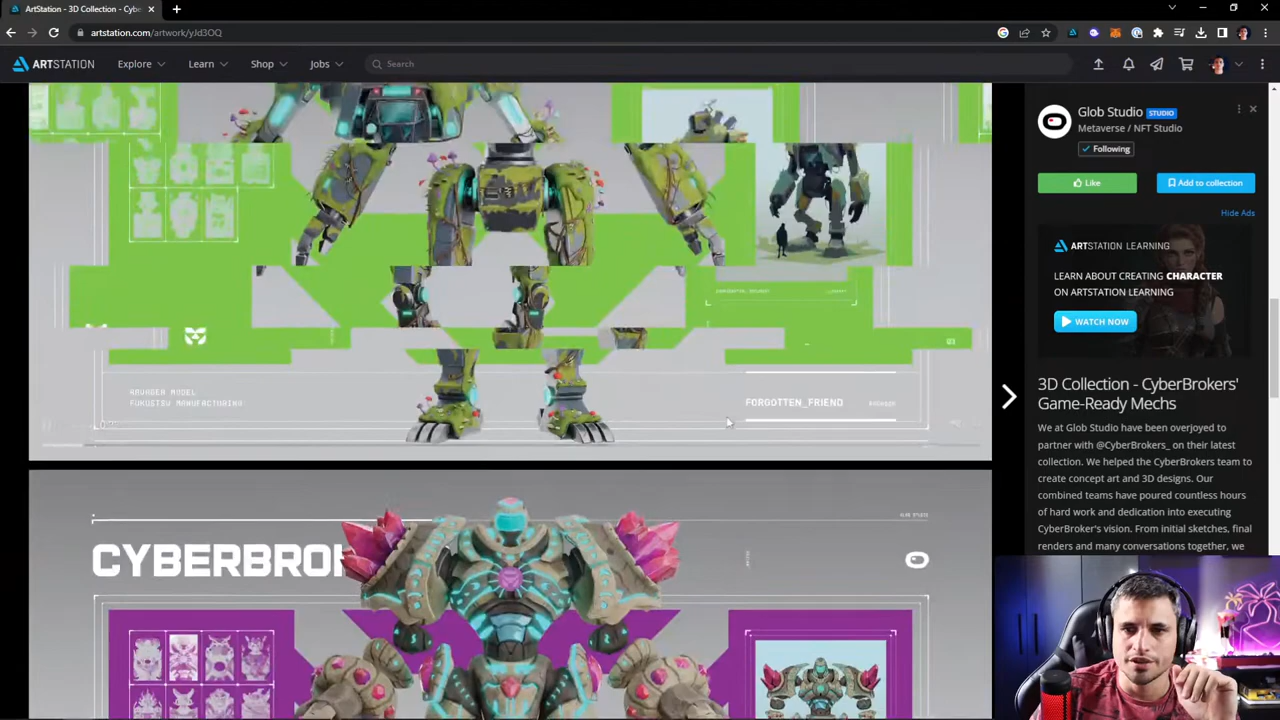 ArtStation - 3D Collection - Cybe
artstation.com/artwork/yJd3OQ
ARTSTATION
Explore
Learn
Shop
Jobs
Search
Glob Studio STUDIO
Metaverse / NFT Studio
Following
Like
Add to collection
Hide Ads
ARTSTATION LEARNING
LEARN ABOUT CREATING CHARACTER
ON ARTSTATION LEARNING
WATCH NOW
3D Collection - CyberBrokers'
Game-Ready Mechs
We at Glob Studio have been overjoyed to
partner with @CyberBrokers_ on their latest
collection. We helped the CyberBrokers team to
create concept art and 3D designs. Our
combined teams have poured countless hours
of hard work and dedication into executing
CyberBroker's vision. From initial sketches, final
renders and many conversations together, we
FUKUSTSU MANUFACTURING
FORGOTTEN_FRIEND
CYBERBRO